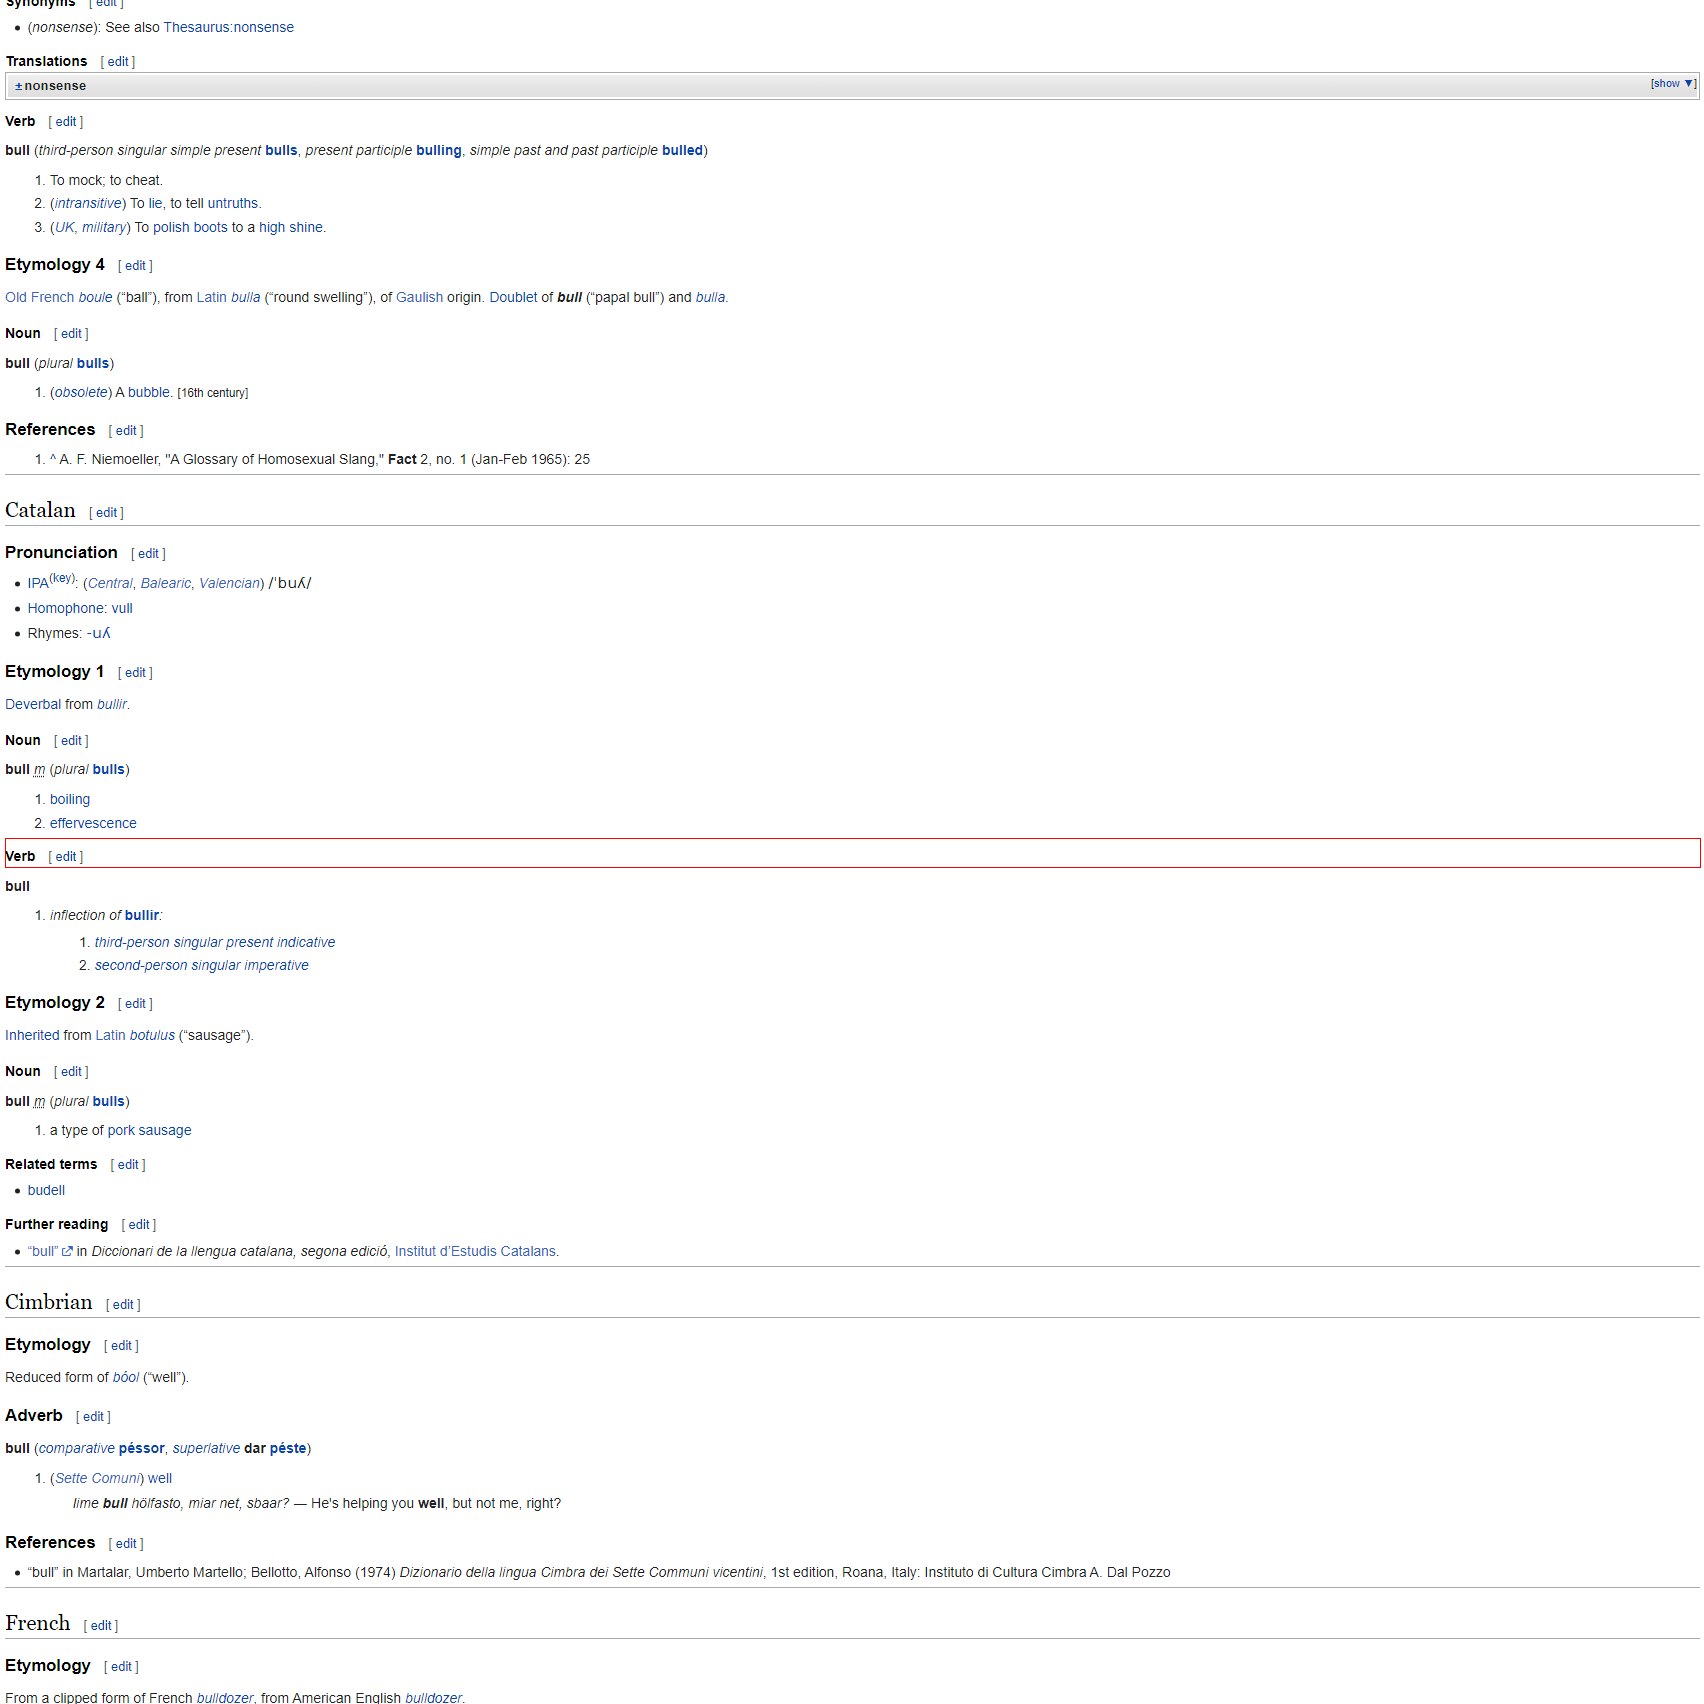 Synonyms [ edit ]
• (nonsense): See also Thesaurus:nonsense
Translations [ edit ]
± nonsense [show ▼]
Verb [ edit ]
bull (third-person singular simple present bulls, present participle bulling, simple past and past participle bulled)
1. To mock; to cheat.
2. (intransitive) To lie, to tell untruths.
3. (UK, military) To polish boots to a high shine.
Etymology 4 [ edit ]
Old French boule (“ball”), from Latin bulla (“round swelling”), of Gaulish origin. Doublet of bull (“papal bull”) and bulla.
Noun [ edit ]
bull (plural bulls)
1. (obsolete) A bubble. [16th century]
References [ edit ]
1. ^ A. F. Niemoeller, "A Glossary of Homosexual Slang," Fact 2, no. 1 (Jan-Feb 1965): 25
Catalan [ edit ]
Pronunciation [ edit ]
• IPA(key): (Central, Balearic, Valencian) /ˈbuʎ/
• Homophone: vull
• Rhymes: -uʎ
Etymology 1 [ edit ]
Deverbal from bullir.
Noun [ edit ]
bull m (plural bulls)
1. boiling
2. effervescence
Verb [ edit ]
bull
1. inflection of bullir:
1. third-person singular present indicative
2. second-person singular imperative
Etymology 2 [ edit ]
Inherited from Latin botulus (“sausage”).
Noun [ edit ]
bull m (plural bulls)
1. a type of pork sausage
Related terms [ edit ]
• budell
Further reading [ edit ]
• “bull” in Diccionari de la llengua catalana, segona edició, Institut d’Estudis Catalans.
Cimbrian [ edit ]
Etymology [ edit ]
Reduced form of bóol (“well”).
Adverb [ edit ]
bull (comparative péssor, superlative dar péste)
1. (Sette Comuni) well
lime bull hölfasto, miar net, sbaar? — He's helping you well, but not me, right?
References [ edit ]
• “bull” in Martalar, Umberto Martello; Bellotto, Alfonso (1974) Dizionario della lingua Cimbra dei Sette Communi vicentini, 1st edition, Roana, Italy: Instituto di Cultura Cimbra A. Dal Pozzo
French [ edit ]
Etymology [ edit ]
From a clipped form of French bulldozer, from American English bulldozer.